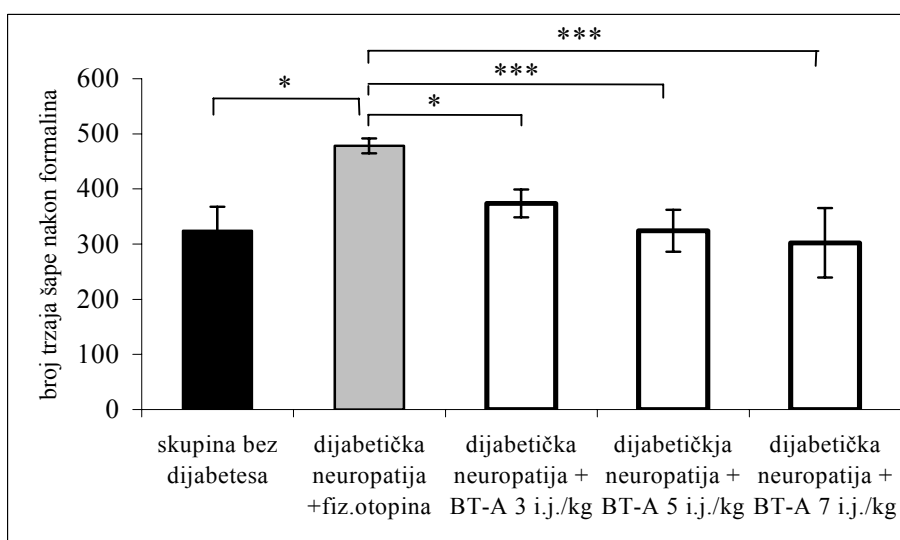 ***
600
*
***
*
500
400
300
200
100
0
broj trzaja šape nakon formalina
skupina bez
dijabetesa
dijabetička
neuropatija
+fiz.otopina
dijabetička
neuropatija +
BT-A 3 i.j./kg
dijabetičkja
neuropatija +
BT-A 5 i.j./kg
dijabetička
neuropatija +
BT-A 7 i.j./kg